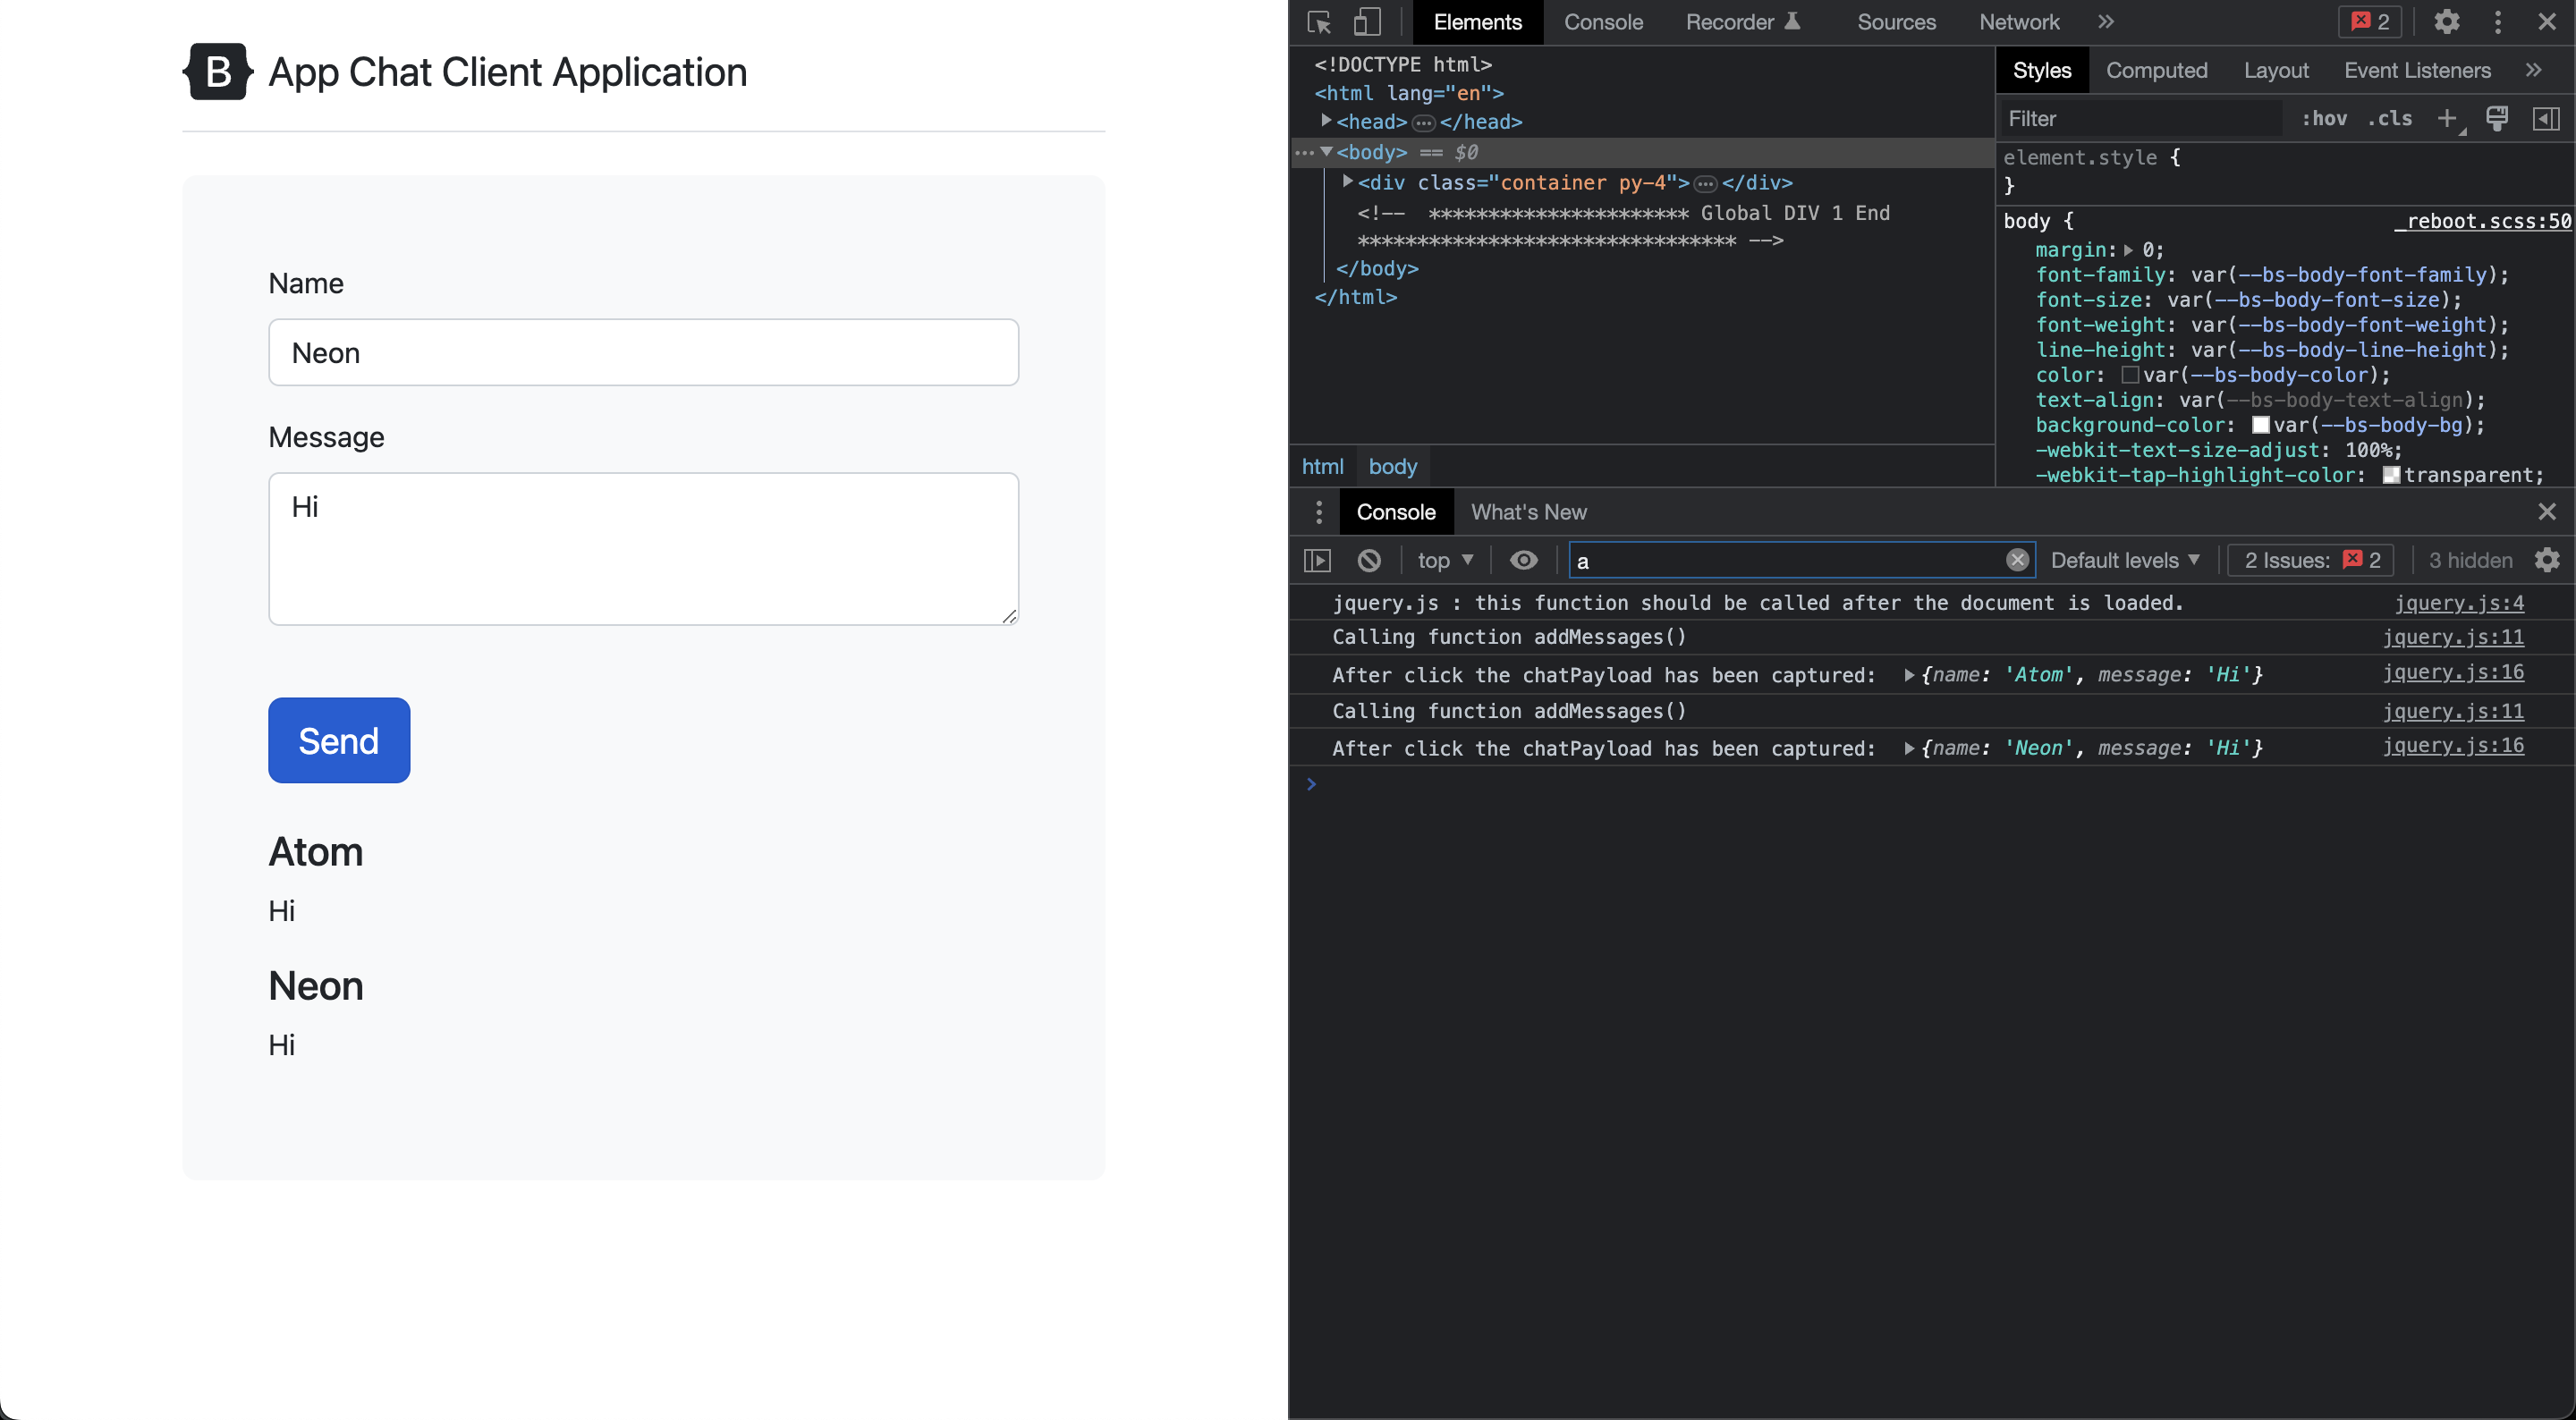 B App Chat Client Application
Name
Neon
Message
Hi
Send
Atom
Hi
Neon
Hi
Elements Console Recorder Sources Network » 2
<!DOCTYPE html>
<html lang="en">
<head>…</head>
… <body> == $0
<div class="container py-4">…</div>
<!-- ********************** Global DIV 1 End
******************************** -->
</body>
</html>
html body
Styles Computed Layout Event Listeners »
Filter :hov .cls +
element.style {
}
body { _reboot.scss:50
margin: 0;
font-family: var(--bs-body-font-family);
font-size: var(--bs-body-font-size);
font-weight: var(--bs-body-font-weight);
line-height: var(--bs-body-line-height);
color: var(--bs-body-color);
text-align: var(--bs-body-text-align);
background-color: var(--bs-body-bg);
-webkit-text-size-adjust: 100%;
-webkit-tap-highlight-color: transparent;
Console What's New
top a Default levels 2 Issues: 2 3 hidden
jquery.js : this function should be called after the document is loaded. jquery.js:4
Calling function addMessages() jquery.js:11
After click the chatPayload has been captured: {name: 'Atom', message: 'Hi'} jquery.js:16
Calling function addMessages() jquery.js:11
After click the chatPayload has been captured: {name: 'Neon', message: 'Hi'} jquery.js:16
>